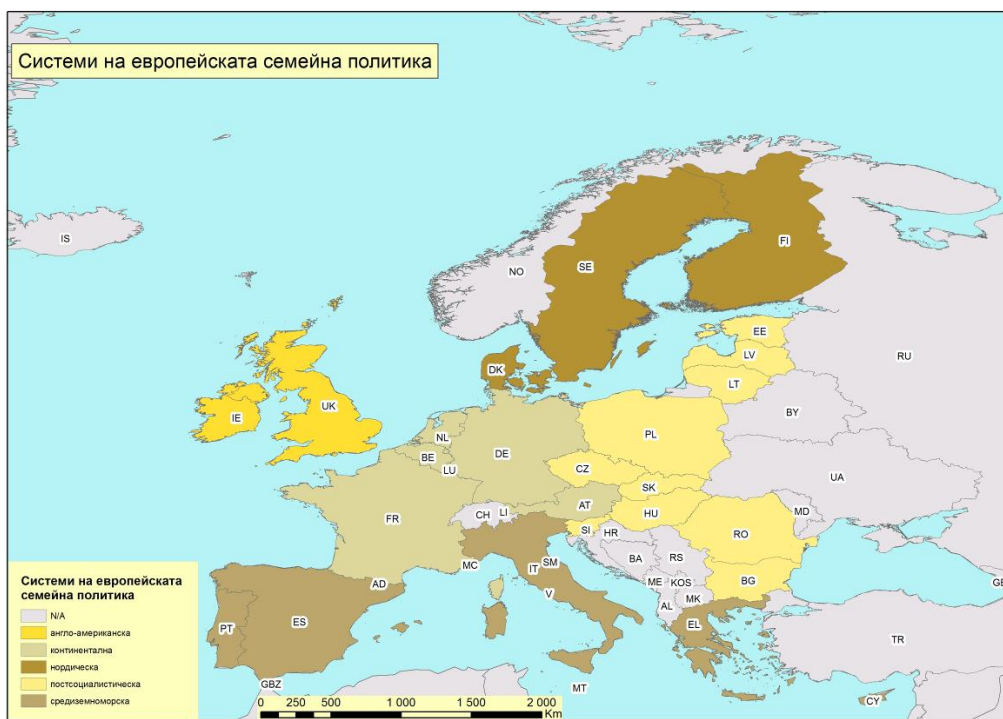 Системи на европейската семейна политика
IS
NO
SE
FI
RU
EE
LV
LT
DK
BY
IE
UK
NL
BE
LU
DE
PL
CZ
SK
UA
FR
CH
LI
AT
HU
MD
SI
HR
RO
BA
RS
MC
SM
IT
V
ME
KOS
BG
AD
AL
MK
GE
PT
ES
EL
TR
GBZ
MT
CY
Системи на европейската
семейна политика
N/A
англо-американска
континентална
нордическа
постсоциалистическа
средиземноморска
0 250 500 1 000 1 500 2 000
Km